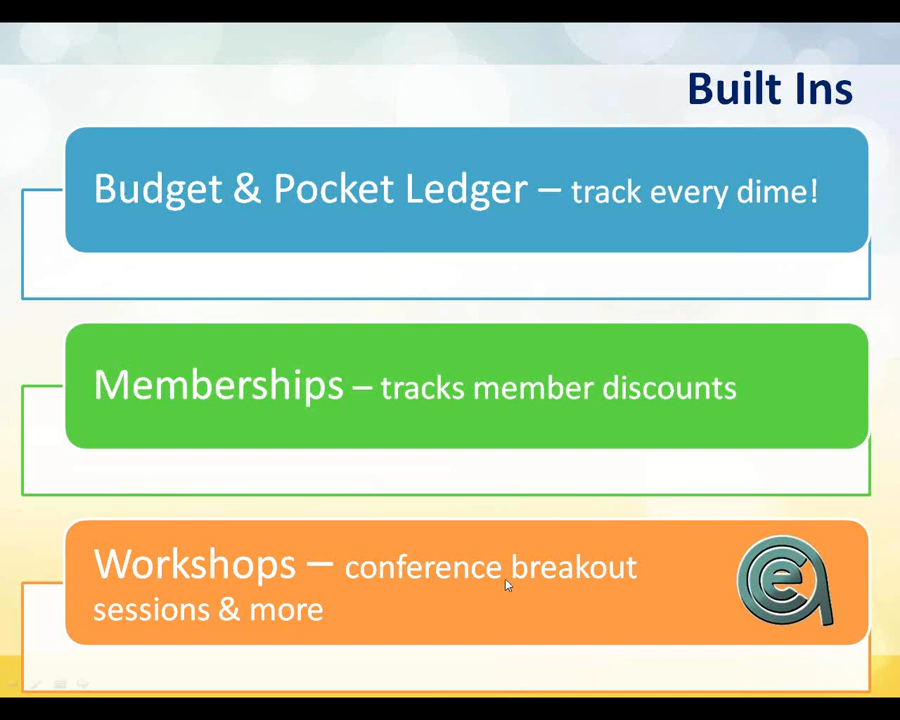 Built Ins
Budget & Pocket Ledger – track every dime!
Memberships – tracks member discounts
Workshops – conference breakout
sessions & more